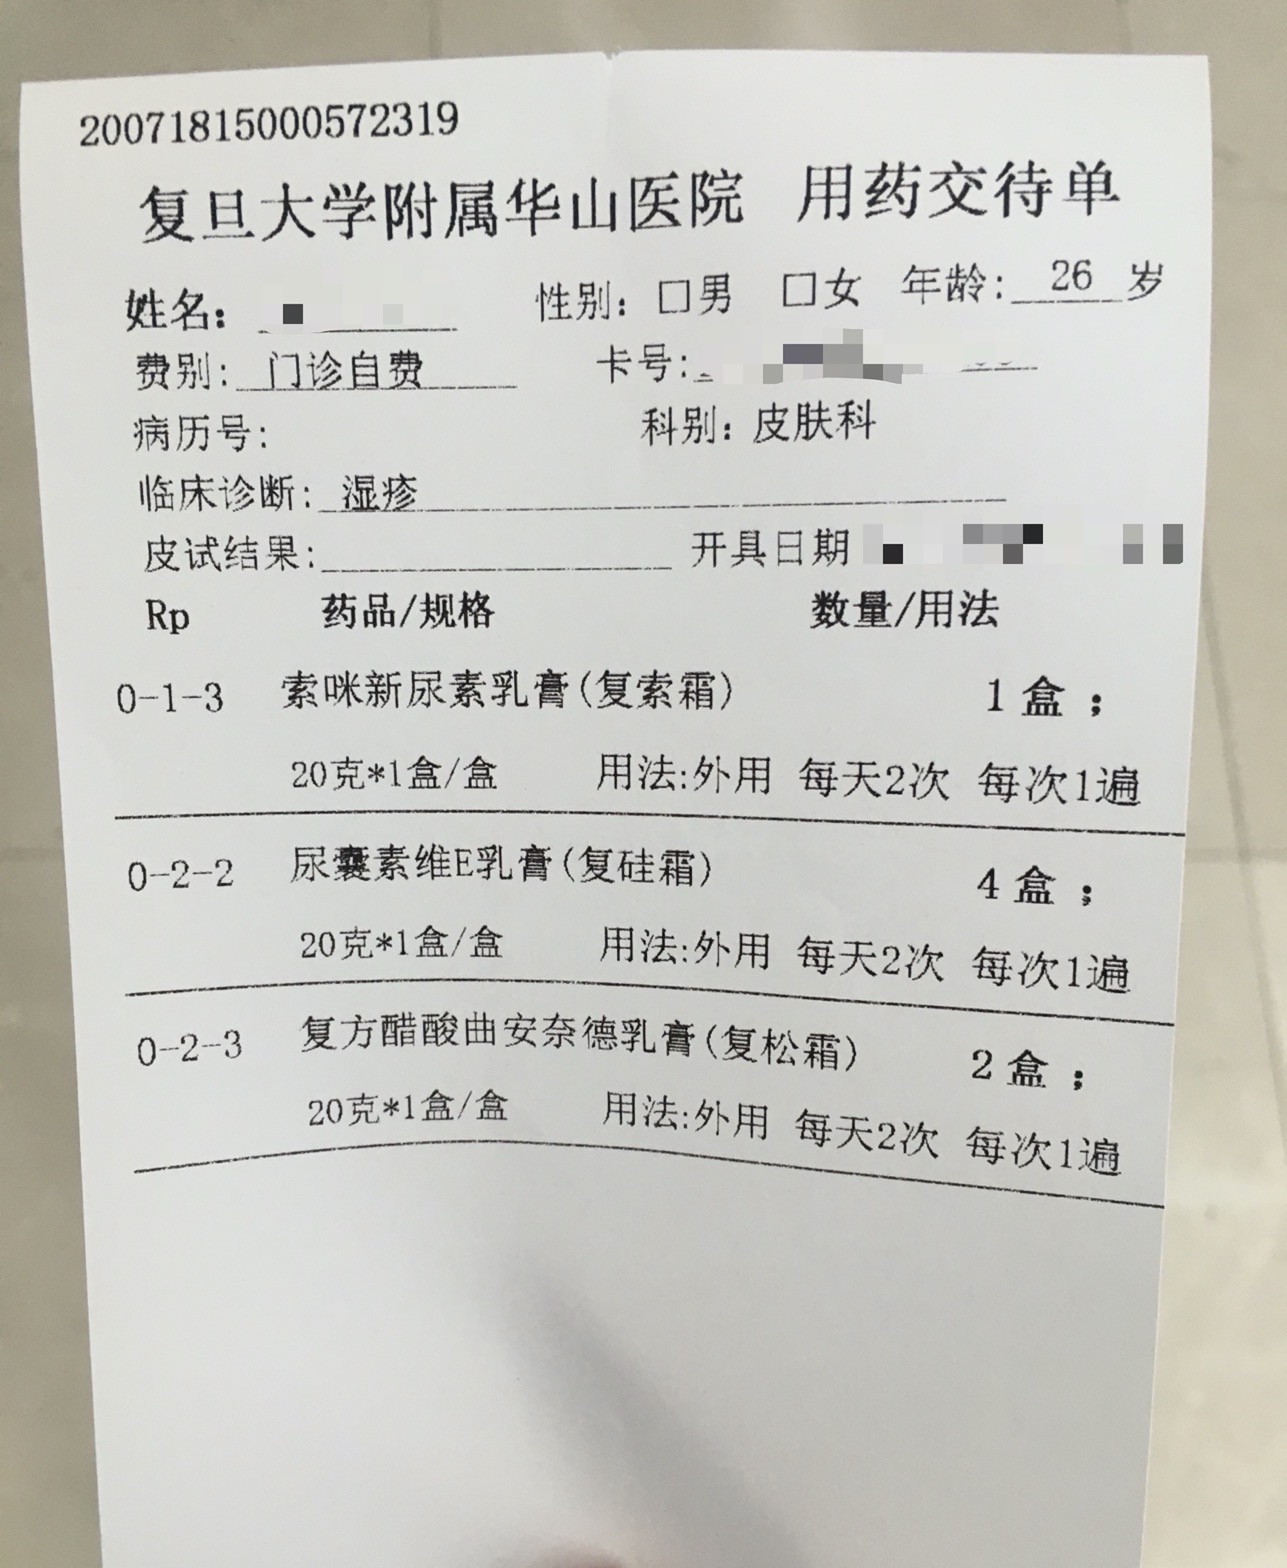 20071815000572319
复旦大学附属华山医院 用药交待单
姓名: 性别: □男 □女 年龄: 26 岁
费别: 门诊自费 卡号:
病历号: 科别: 皮肤科
临床诊断: 湿疹
皮试结果: 开具日期
Rp 药品/规格 数量/用法
0-1-3 索咪新尿素乳膏(复索霜) 1 盒 ;
20克*1盒/盒 用法:外用 每天2次 每次1遍
0-2-2 尿囊素维E乳膏(复硅霜) 4 盒 ;
20克*1盒/盒 用法:外用 每天2次 每次1遍
0-2-3 复方醋酸曲安奈德乳膏(复松霜) 2 盒 ;
20克*1盒/盒 用法:外用 每天2次 每次1遍